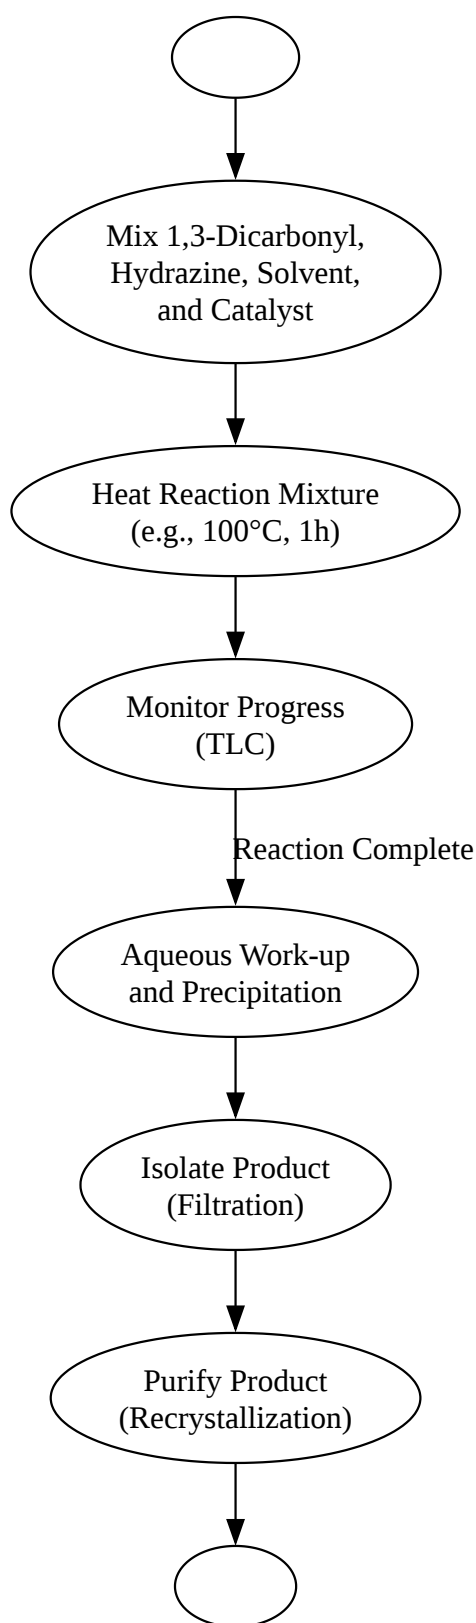 Mix 1,3-Dicarbonyl,
Hydrazine, Solvent,
and Catalyst
Heat Reaction Mixture
(e.g., 100°C, 1h)
Monitor Progress
(TLC)
Reaction Complete
Aqueous Work-up
and Precipitation
Isolate Product
(Filtration)
Purify Product
(Recrystallization)